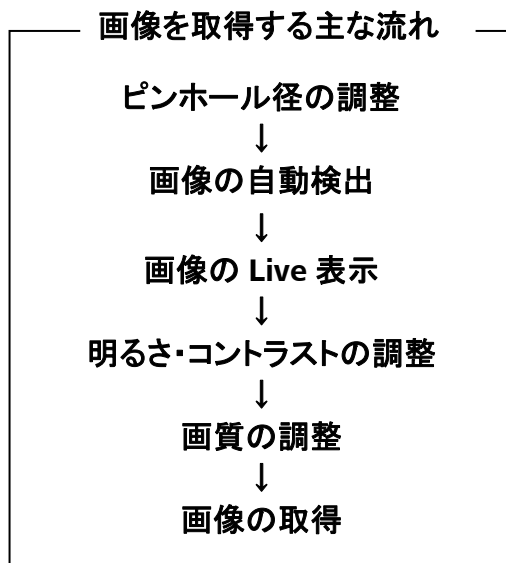 画像を取得する主な流れ
ピンホール径の調整
↓
画像の自動検出
↓
画像の Live 表示
↓
明るさ・コントラストの調整
↓
画質の調整
↓
画像の取得